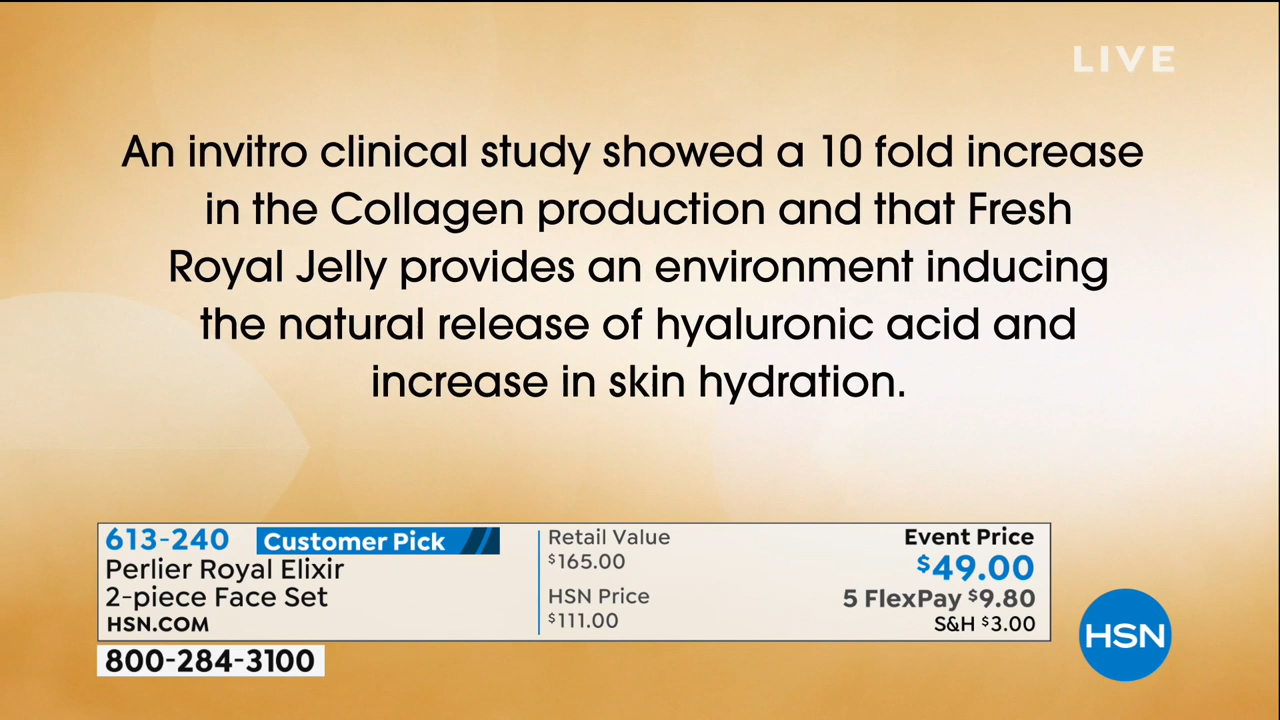 LIVE
An invitro clinical study showed a 10 fold increase
in the Collagen production and that Fresh
Royal Jelly provides an environment inducing
the natural release of hyaluronic acid and
increase in skin hydration.
613-240 Customer Pick
Perlier Royal Elixir
2-piece Face Set
HSN.COM
Retail Value
$165.00
HSN Price
$111.00
Event Price
$49.00
5 FlexPay $9.80
S&H $3.00
800-284-3100
HSN